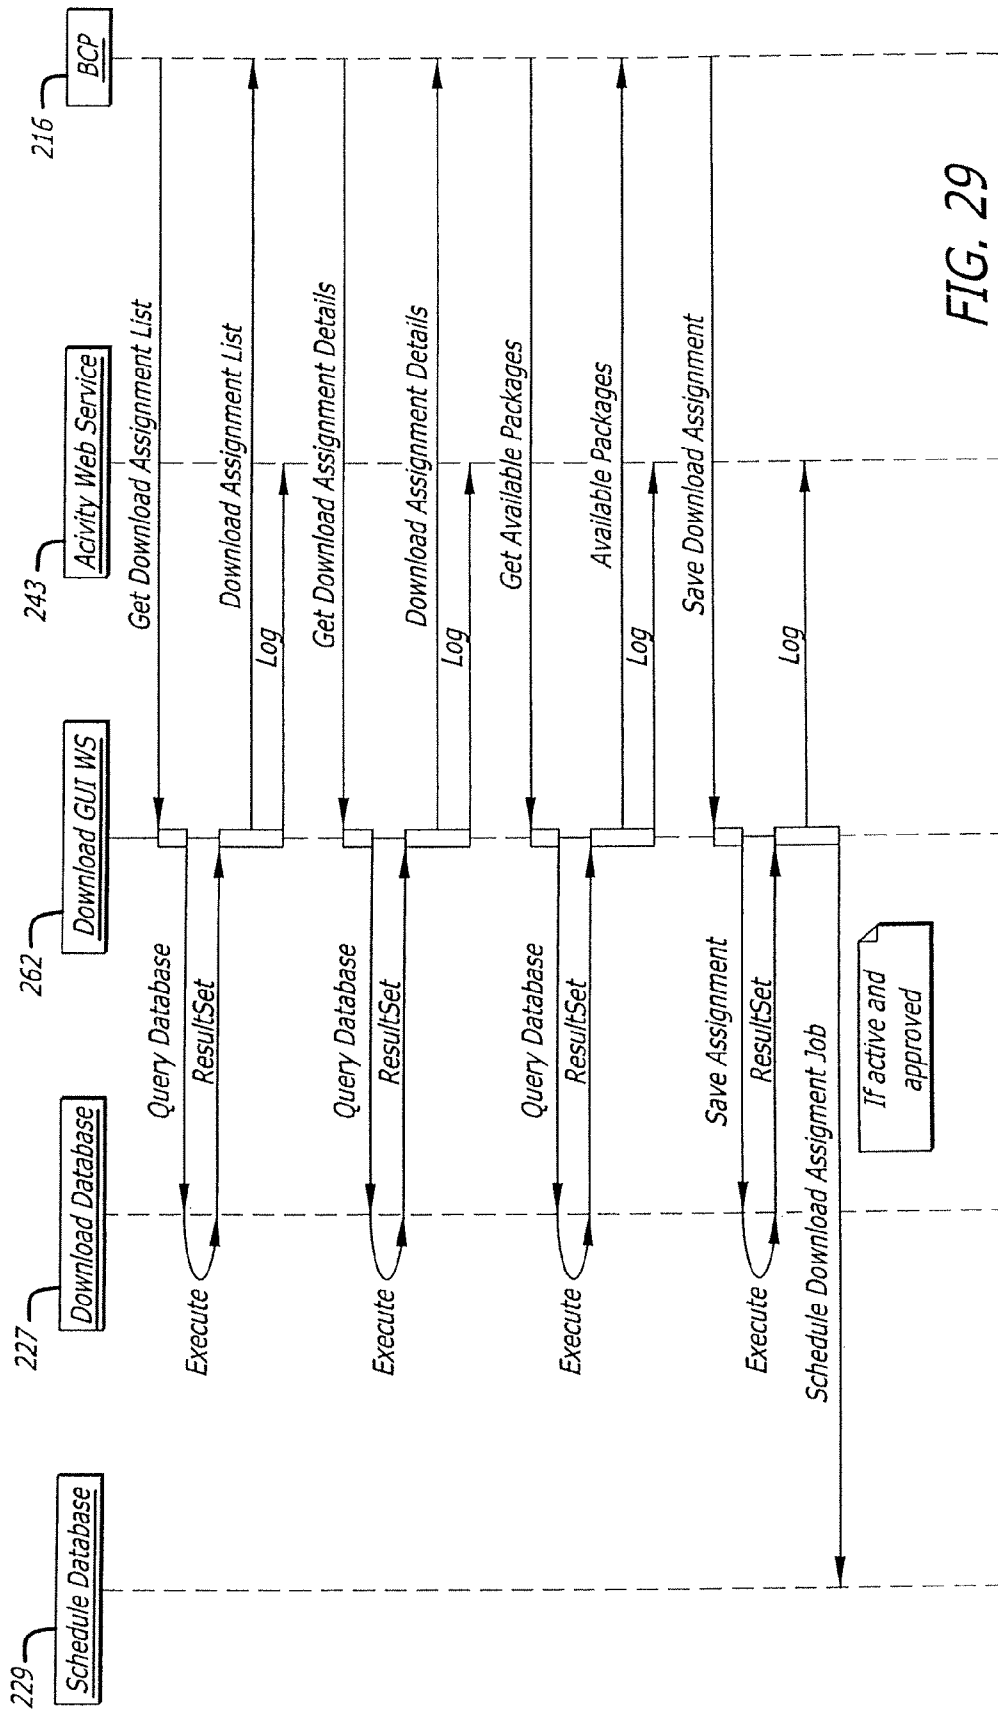 229
Schedule Database
227
Download Database
262
Download GUI WS
243
Acivity Web Service
216
BCP
Get Download Assignment List
Query Database
Execute
ResultSet
Download Assignment List
Log
Get Download Assignment Details
Query Database
Execute
ResultSet
Download Assignment Details
Log
Get Available Packages
Query Database
Execute
ResultSet
Available Packages
Log
Save Download Assignment
Save Assignment
Execute
ResultSet
Log
Schedule Download Assigment Job
If active and
approved
FIG. 29